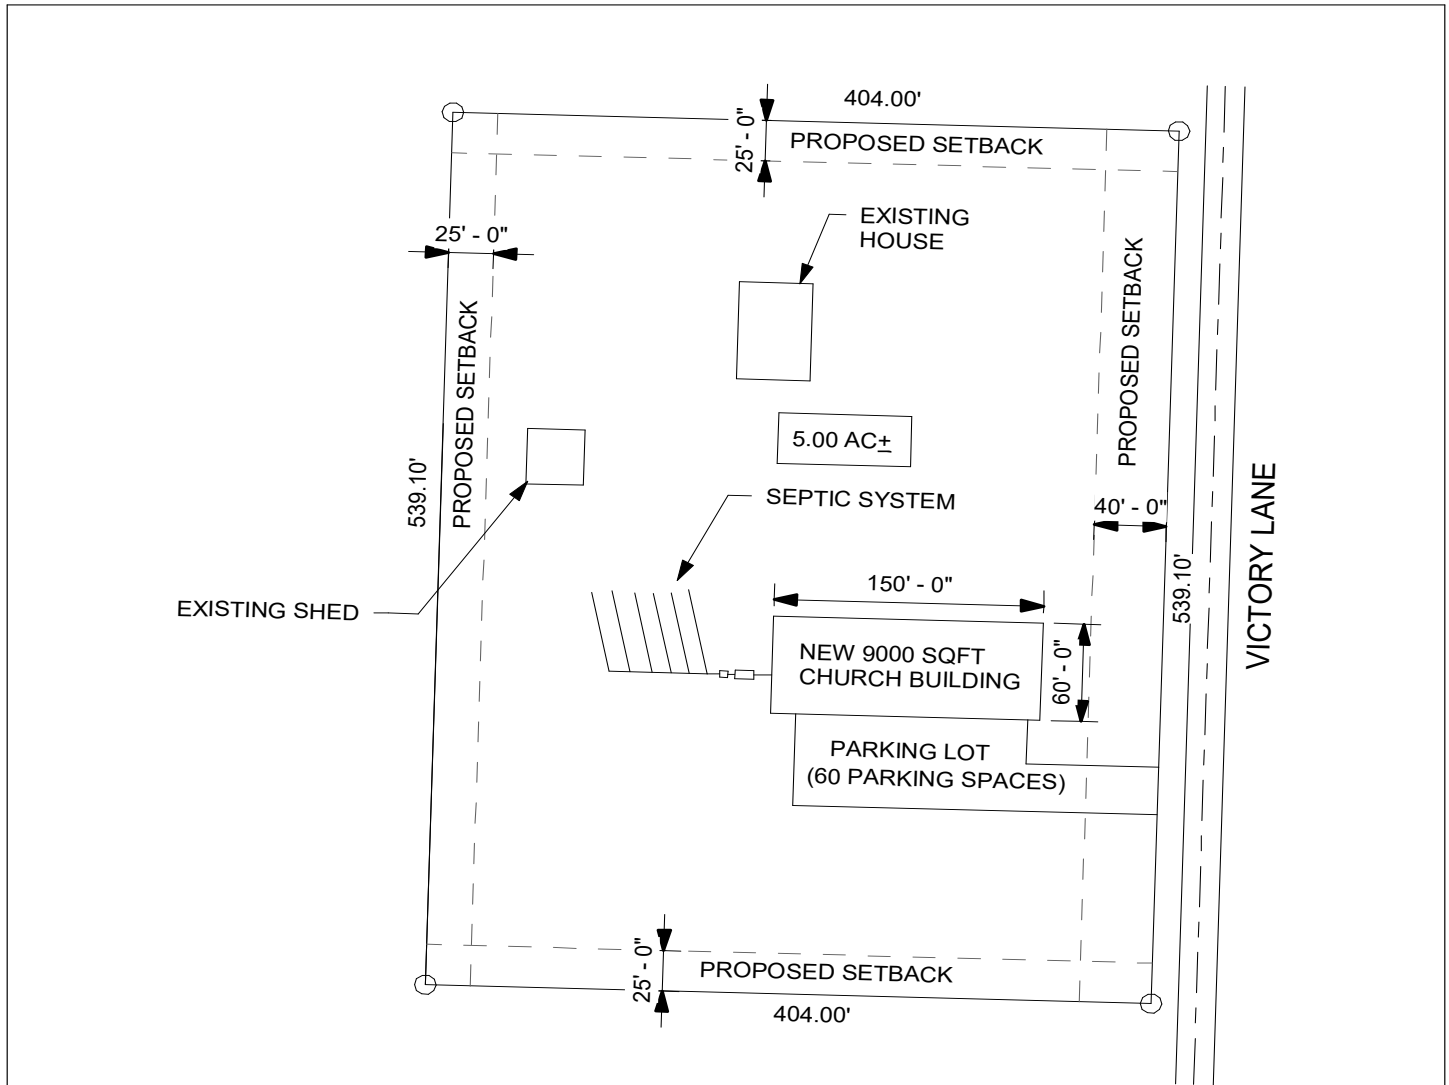 404.00'
25' - 0"
PROPOSED SETBACK
EXISTING
HOUSE
25' - 0"
PROPOSED SETBACK
PROPOSED SETBACK
5.00 AC±
539.10'
SEPTIC SYSTEM
40' - 0"
VICTORY LANE
EXISTING SHED
150' - 0"
539.10'
NEW 9000 SQFT
CHURCH BUILDING
60' - 0"
PARKING LOT
(60 PARKING SPACES)
25' - 0"
PROPOSED SETBACK
404.00'